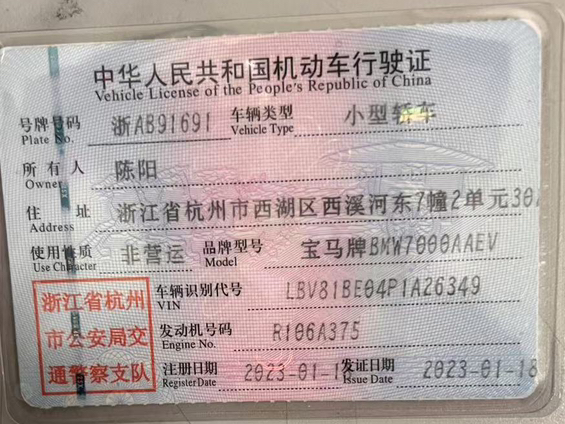 中华人民共和国机动车行驶证
Vehicle License of the People's Republic of China
号牌号码 浙AB91691 车辆类型 小型轿车
Plate No. Vehicle Type
所有人 陈阳
Owner
住址 浙江省杭州市西湖区西溪河东7幢2单元30
Address
使用性质 非营运 品牌型号 宝马牌BMW7000AAEV
Use Character Model
浙江省杭州
市公安局交
通警察支队
车辆识别代号 LBV81BE04P1A26349
VIN
发动机号码 R106A375
Engine No.
注册日期 2023-01-1 发证日期 2023-01-18
Register Date Issue Date